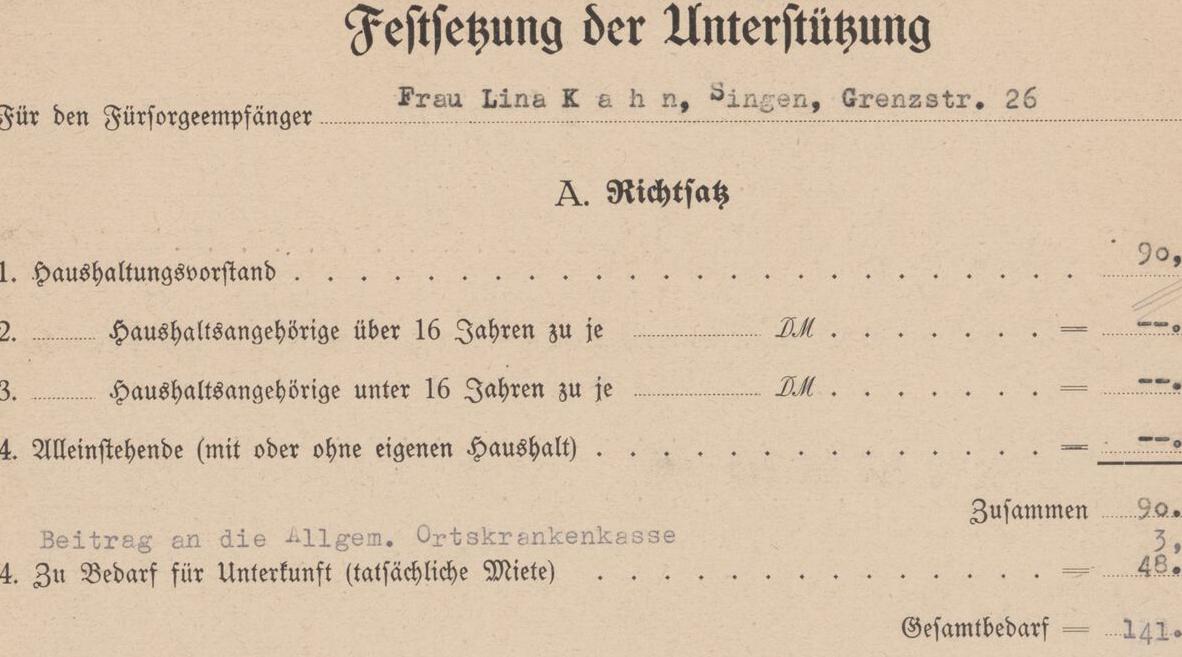 Festsetzung der Unterstützung
Für den Fürsorgeempfänger Frau Lina K a h n, Singen, Grenzstr. 26
A. Richtsatz
1. Haushaltungsvorstand . . . . . . . . . . . . . . . . . . . . . . . . 90,
2. ........ Haushaltsangehörige über 16 Jahren zu je ........ DM . . . . . . . = --.
3. ........ Haushaltsangehörige unter 16 Jahren zu je ........ DM . . . . . . . = --.
4. Alleinstehende (mit oder ohne eigenen Haushalt) . . . . . . . . . . . . . . = --.
Zusammen 90.
Beitrag an die Allgem. Ortskrankenkasse 3,
4. Zu Bedarf für Unterkunft (tatsächliche Miete) . . . . . . . . . . . . . . = 48.
Gesamtbedarf = 141.